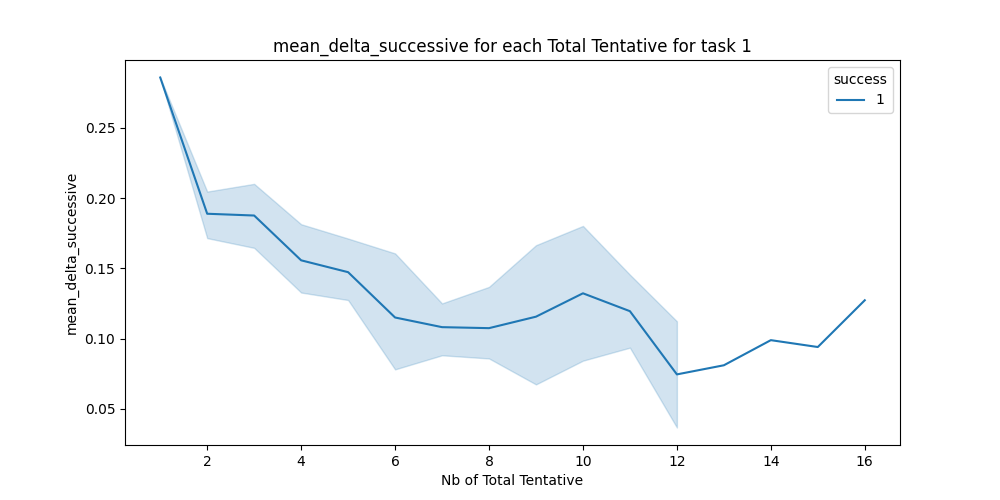 mean_delta_successive for each Total Tentative for task 1
success
1
mean_delta_successive
0.25
0.20
0.15
0.10
0.05
2 4 6 8 10 12 14 16
Nb of Total Tentative